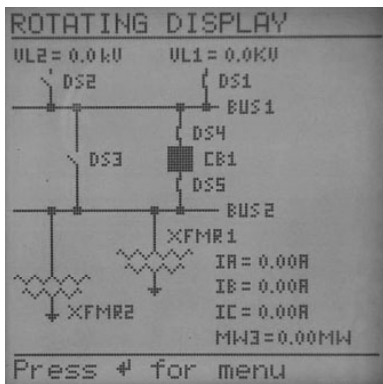 ROTATING DISPLAY
VL2 = 0.0kV VL1 = 0.0KV
DS2 DS1
BUS1
DS4
DS3 CB1
DS5
BUS2
XFMR1
IA = 0.00A
IB = 0.00A
XFMR2 IC = 0.00A
MW3=0.00MW
Press ↵ for menu